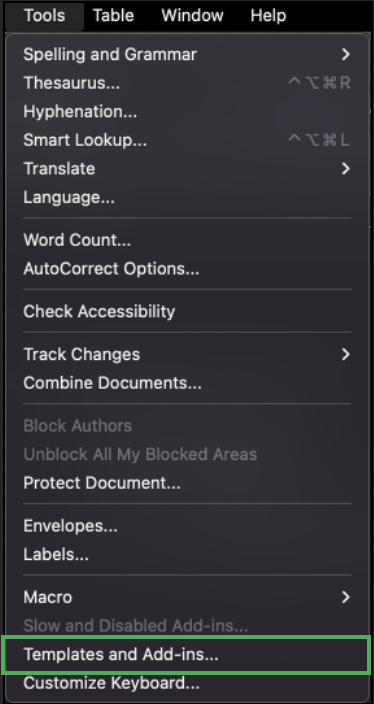 Tools Table Window Help
Spelling and Grammar >
Thesaurus... ^⌥⌘R
Hyphenation...
Smart Lookup... ^⌥⌘L
Translate >
Language...
Word Count...
AutoCorrect Options...
Check Accessibility
Track Changes >
Combine Documents...
Block Authors
Unblock All My Blocked Areas
Protect Document...
Envelopes...
Labels...
Macro >
Slow and Disabled Add-ins...
Templates and Add-ins...
Customize Keyboard...